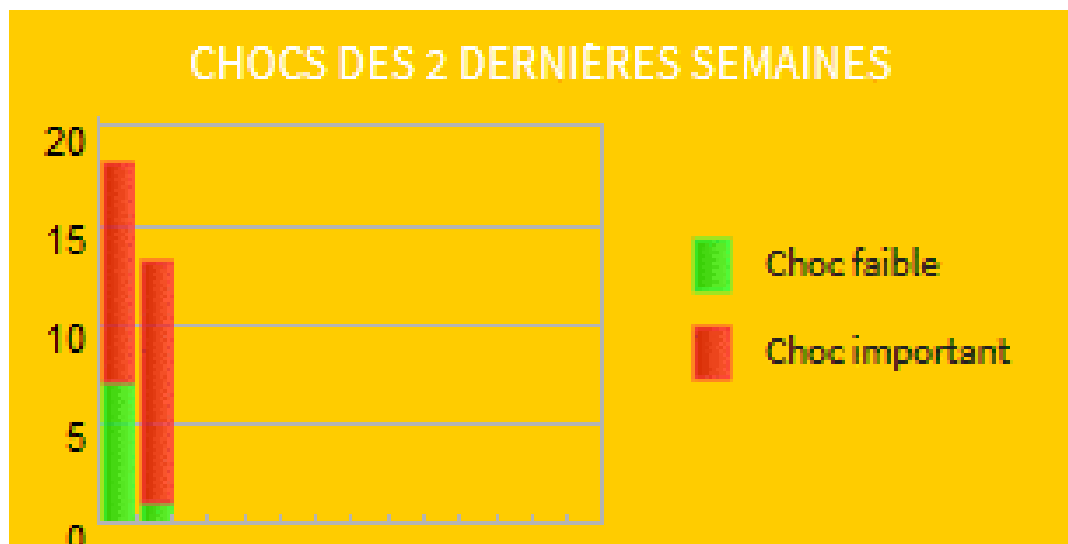 CHOCS DES 2 DERNIÈRES SEMAINES
20
15
Choc faible
10
Choc important
5
0